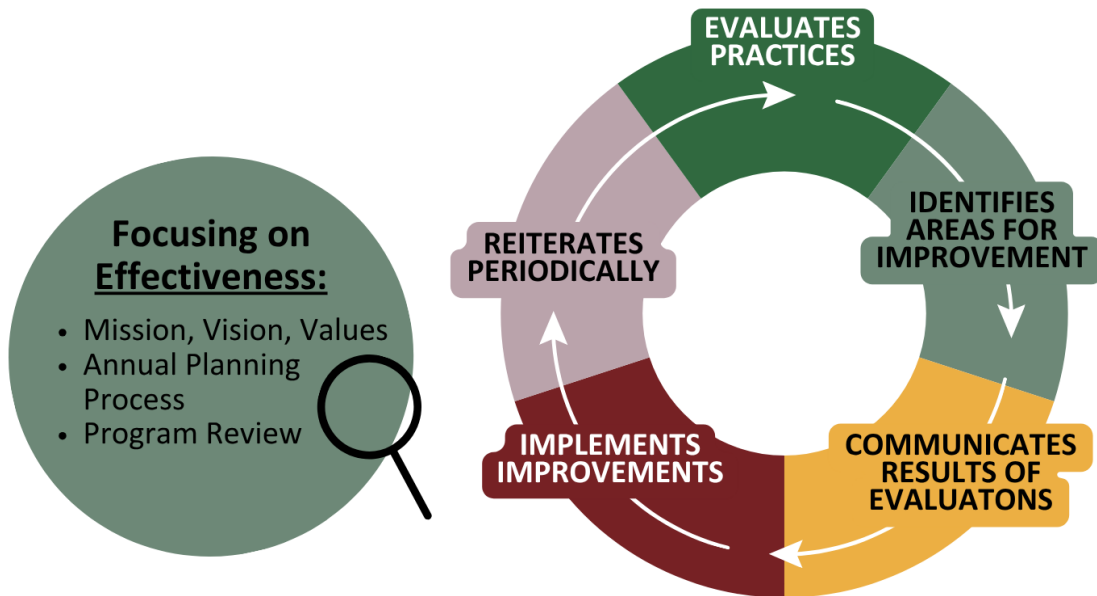 Focusing on
Effectiveness:
• Mission, Vision, Values
• Annual Planning
Process
• Program Review
EVALUATES
PRACTICES
IDENTIFIES
AREAS FOR
IMPROVEMENT
COMMUNICATES
RESULTS OF
EVALUATONS
IMPLEMENTS
IMPROVEMENTS
REITERATES
PERIODICALLY